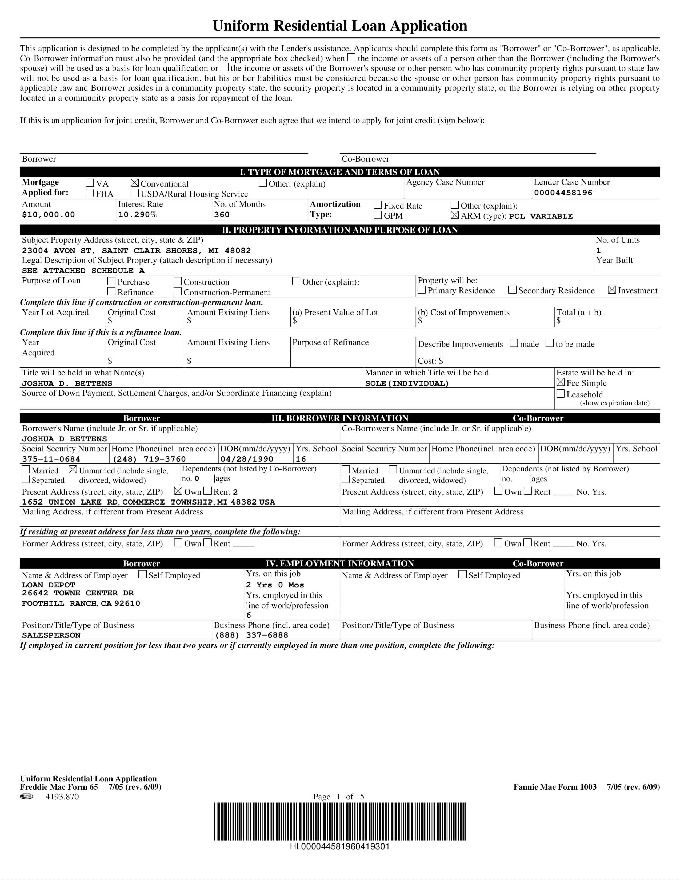 Uniform Residential Loan Application
This application is designed to be completed by the applicant(s) with the Lender's assistance. Applicants should complete this form as "Borrower" or "Co-Borrower", as applicable.
Co-Borrower information must also be provided (and the appropriate box checked) when the income or assets of a person other than the Borrower (including the Borrower's
spouse) will be used as a basis for loan qualification or the income or assets of the Borrower's spouse or other person who has community property rights pursuant to state law
will not be used as a basis for loan qualification, but his or her liabilities must be considered because the spouse or other person has community property rights pursuant to
applicable law and Borrower resides in a community property state, the security property is located in a community property state, or the Borrower is relying on other property
located in a community property state as a basis for repayment of the loan.
If this is an application for joint credit, Borrower and Co-Borrower each agree that we intend to apply for joint credit (sign below):
Borrower Co-Borrower
I. TYPE OF MORTGAGE AND TERMS OF LOAN
Mortgage VA Conventional Other: (explain) Agency Case Number Lender Case Number
Applied for: FHA USDA/Rural Housing Service 00004458196
Amount Interest Rate No. of Months Amortization Fixed Rate Other (explain):
$10,000.00 10.290% 360 Type: GPM ARM (type): PCL VARIABLE
II. PROPERTY INFORMATION AND PURPOSE OF LOAN
Subject Property Address (street, city, state & ZIP) No. of Units
23004 AVON ST, SAINT CLAIR SHORES, MI 48082 1
Legal Description of Subject Property (attach description if necessary) Year Built
SEE ATTACHED SCHEDULE A
Purpose of Loan Purchase Construction Other (explain): Property will be:
Refinance Construction-Permanent Primary Residence Secondary Residence Investment
Complete this line if construction or construction-permanent loan.
Year Lot Acquired Original Cost Amount Existing Liens (a) Present Value of Lot (b) Cost of Improvements Total (a + b)
$ $ $ $ $
Complete this line if this is a refinance loan.
Year Original Cost Amount Existing Liens Purpose of Refinance Describe Improvements made to be made
Acquired
$ $ Cost: $
Title will be held in what Name(s) Manner in which Title will be held Estate will be held in:
JOSHUA D. BETTENS SOLE(INDIVIDUAL) Fee Simple
Source of Down Payment, Settlement Charges, and/or Subordinate Financing (explain) Leasehold
(show expiration date)
Borrower III. BORROWER INFORMATION Co-Borrower
Borrower's Name (include Jr. or Sr. if applicable) Co-Borrower's Name (include Jr. or Sr. if applicable)
JOSHUA D BETTENS
Social Security Number Home Phone(incl. area code) DOB(mm/dd/yyyy) Yrs. School Social Security Number Home Phone(incl. area code) DOB(mm/dd/yyyy) Yrs. School
375-11-0684 (248) 719-3760 04/28/1990 16
Married Unmarried (include single, Dependents (not listed by Co-Borrower) Married Unmarried (include single, Dependents (not listed by Borrower)
Separated divorced, widowed) no. 0 ages Separated divorced, widowed) no. ages
Present Address (street, city, state, ZIP) Own Rent 2 Present Address (street, city, state, ZIP) Own Rent No. Yrs.
1652 UNION LAKE RD, COMMERCE TOWNSHIP, MI 48382 USA
Mailing Address, if different from Present Address Mailing Address, if different from Present Address
If residing at present address for less than two years, complete the following:
Former Address (street, city, state, ZIP) Own Rent Former Address (street, city, state, ZIP) Own Rent No. Yrs.
Borrower IV. EMPLOYMENT INFORMATION Co-Borrower
Name & Address of Employer Self Employed Yrs. on this job Name & Address of Employer Self Employed Yrs. on this job
LOAN DEPOT 2 Yrs 0 Mos
26642 TOWNE CENTER DR Yrs. employed in this Yrs. employed in this
FOOTHILL RANCH, CA 92610 line of work/profession line of work/profession
6
Position/Title/Type of Business Business Phone (incl. area code) Position/Title/Type of Business Business Phone (incl. area code)
SALESPERSON (888) 337-6888
If employed in current position for less than two years or if currently employed in more than one position, complete the following:
Uniform Residential Loan Application
Freddie Mac Form 65 7/05 (rev. 6/09) Fannie Mae Form 1003 7/05 (rev. 6/09)
4193.870 Page 1 of 5
HL000044581960419301